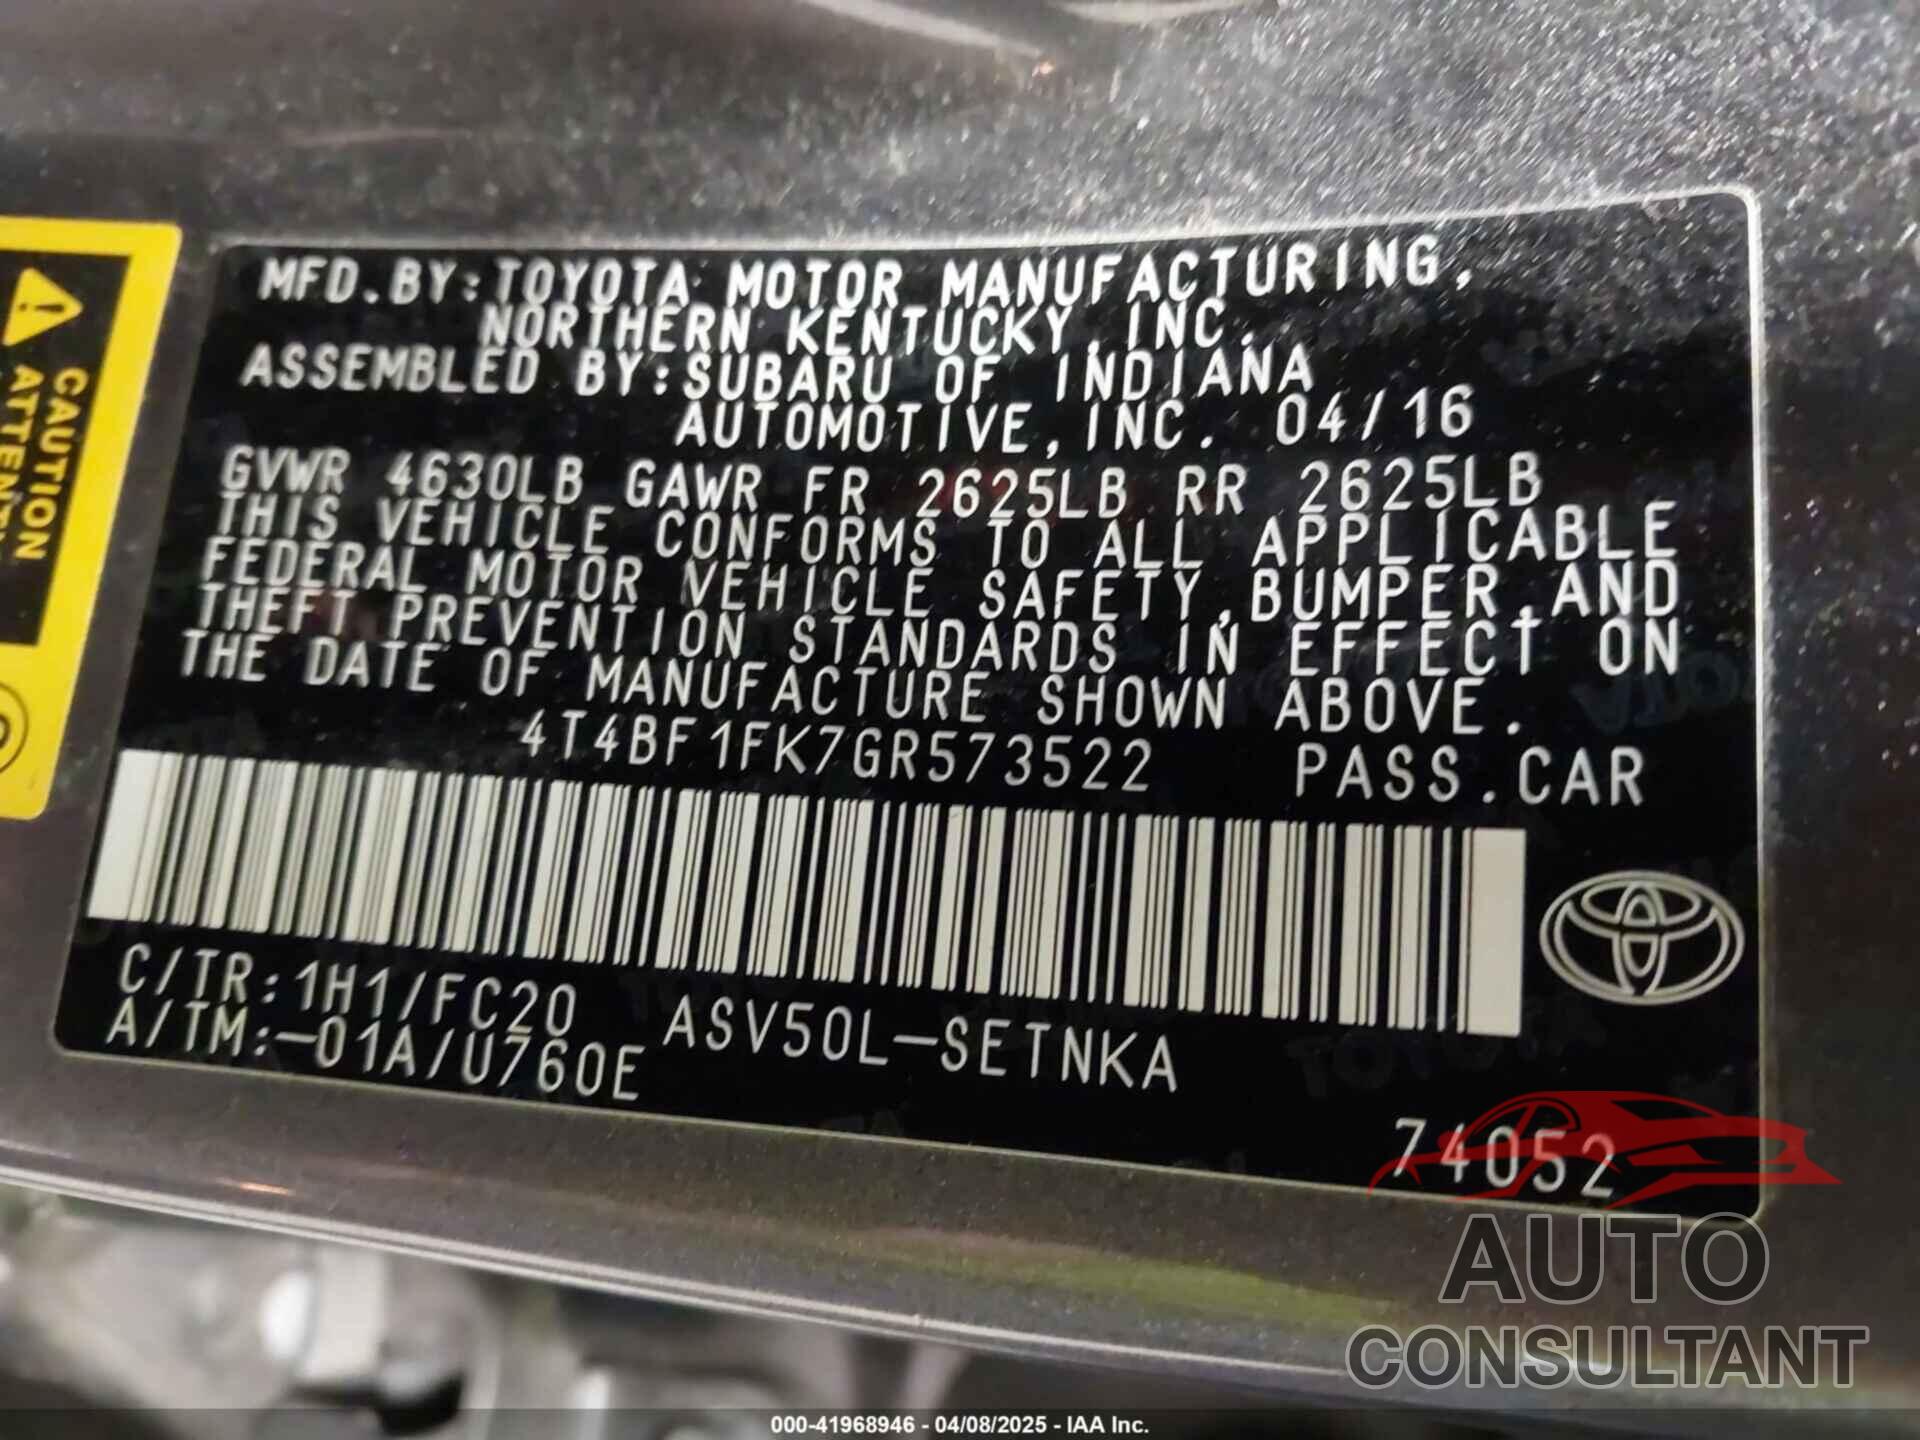 MFD.BY:TOYOTA MOTOR MANUFACTURING,
NORTHERN KENTUCKY,INC.
ASSEMBLED BY:SUBARU OF INDIANA
AUTOMOTIVE,INC. 04/16
GVWR 4630LB GAWR FR 2625LB RR 2625LB
THIS VEHICLE CONFORMS TO ALL APPLICABLE
FEDERAL MOTOR VEHICLE SAFETY,BUMPER,AND
THEFT PREVENTION STANDARDS IN EFFECT ON
THE DATE OF MANUFACTURE SHOWN ABOVE.
4T4BF1FK7GR573522 PASS.CAR
C/TR:1H1/FC20 ASV50L-SETNKA
A/TM:-01A/U760E
74052
CAUTION
AUTO
CONSULTANT
000-41968946 - 04/08/2025 - IAA Inc.